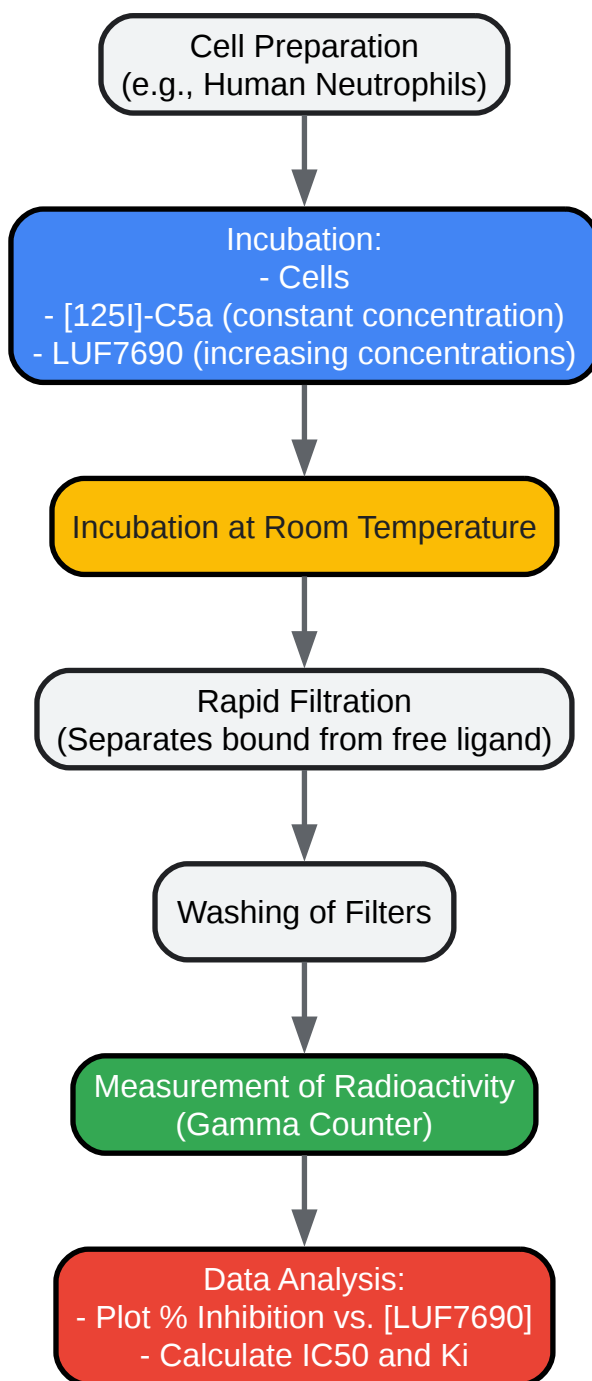 Cell Preparation
(e.g., Human Neutrophils)
Incubation:
- Cells
- [125I]-C5a (constant concentration)
- LUF7690 (increasing concentrations)
Incubation at Room Temperature
Rapid Filtration
(Separates bound from free ligand)
Washing of Filters
Measurement of Radioactivity
(Gamma Counter)
Data Analysis:
- Plot % Inhibition vs. [LUF7690]
- Calculate IC50 and Ki